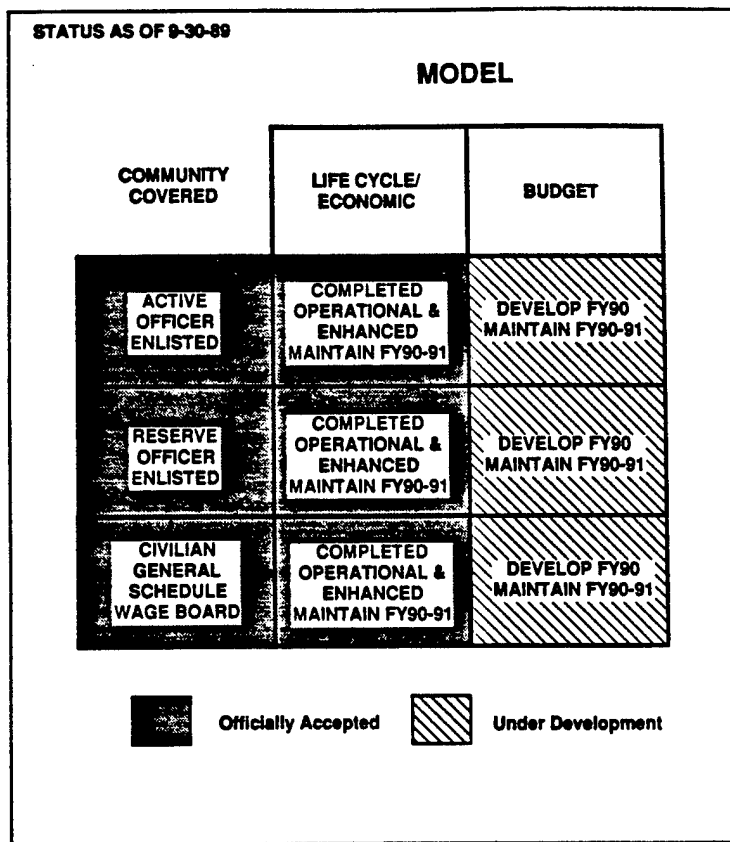 STATUS AS OF 9-30-89
MODEL
COMMUNITY
COVERED
LIFE CYCLE/
ECONOMIC
BUDGET
ACTIVE
OFFICER
ENLISTED
COMPLETED
OPERATIONAL &
ENHANCED
MAINTAIN FY90-91
DEVELOP FY90
MAINTAIN FY90-91
RESERVE
OFFICER
ENLISTED
COMPLETED
OPERATIONAL &
ENHANCED
MAINTAIN FY90-91
DEVELOP FY90
MAINTAIN FY90-91
CIVILIAN
GENERAL
SCHEDULE
WAGE BOARD
COMPLETED
OPERATIONAL &
ENHANCED
MAINTAIN FY90-91
DEVELOP FY90
MAINTAIN FY90-91
Officially Accepted
Under Development